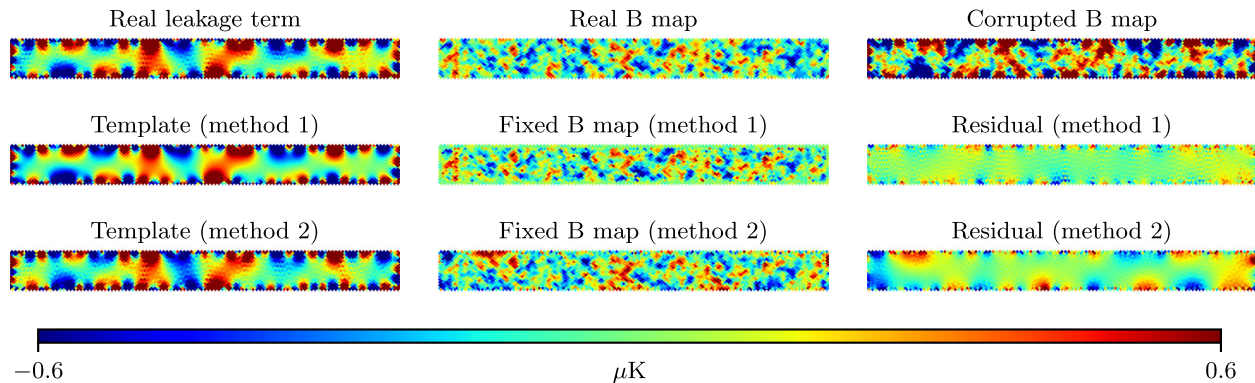 Real leakage term
Real B map
Corrupted B map
Template (method 1)
Fixed B map (method 1)
Residual (method 1)
Template (method 2)
Fixed B map (method 2)
Residual (method 2)
−0.6
μK
0.6